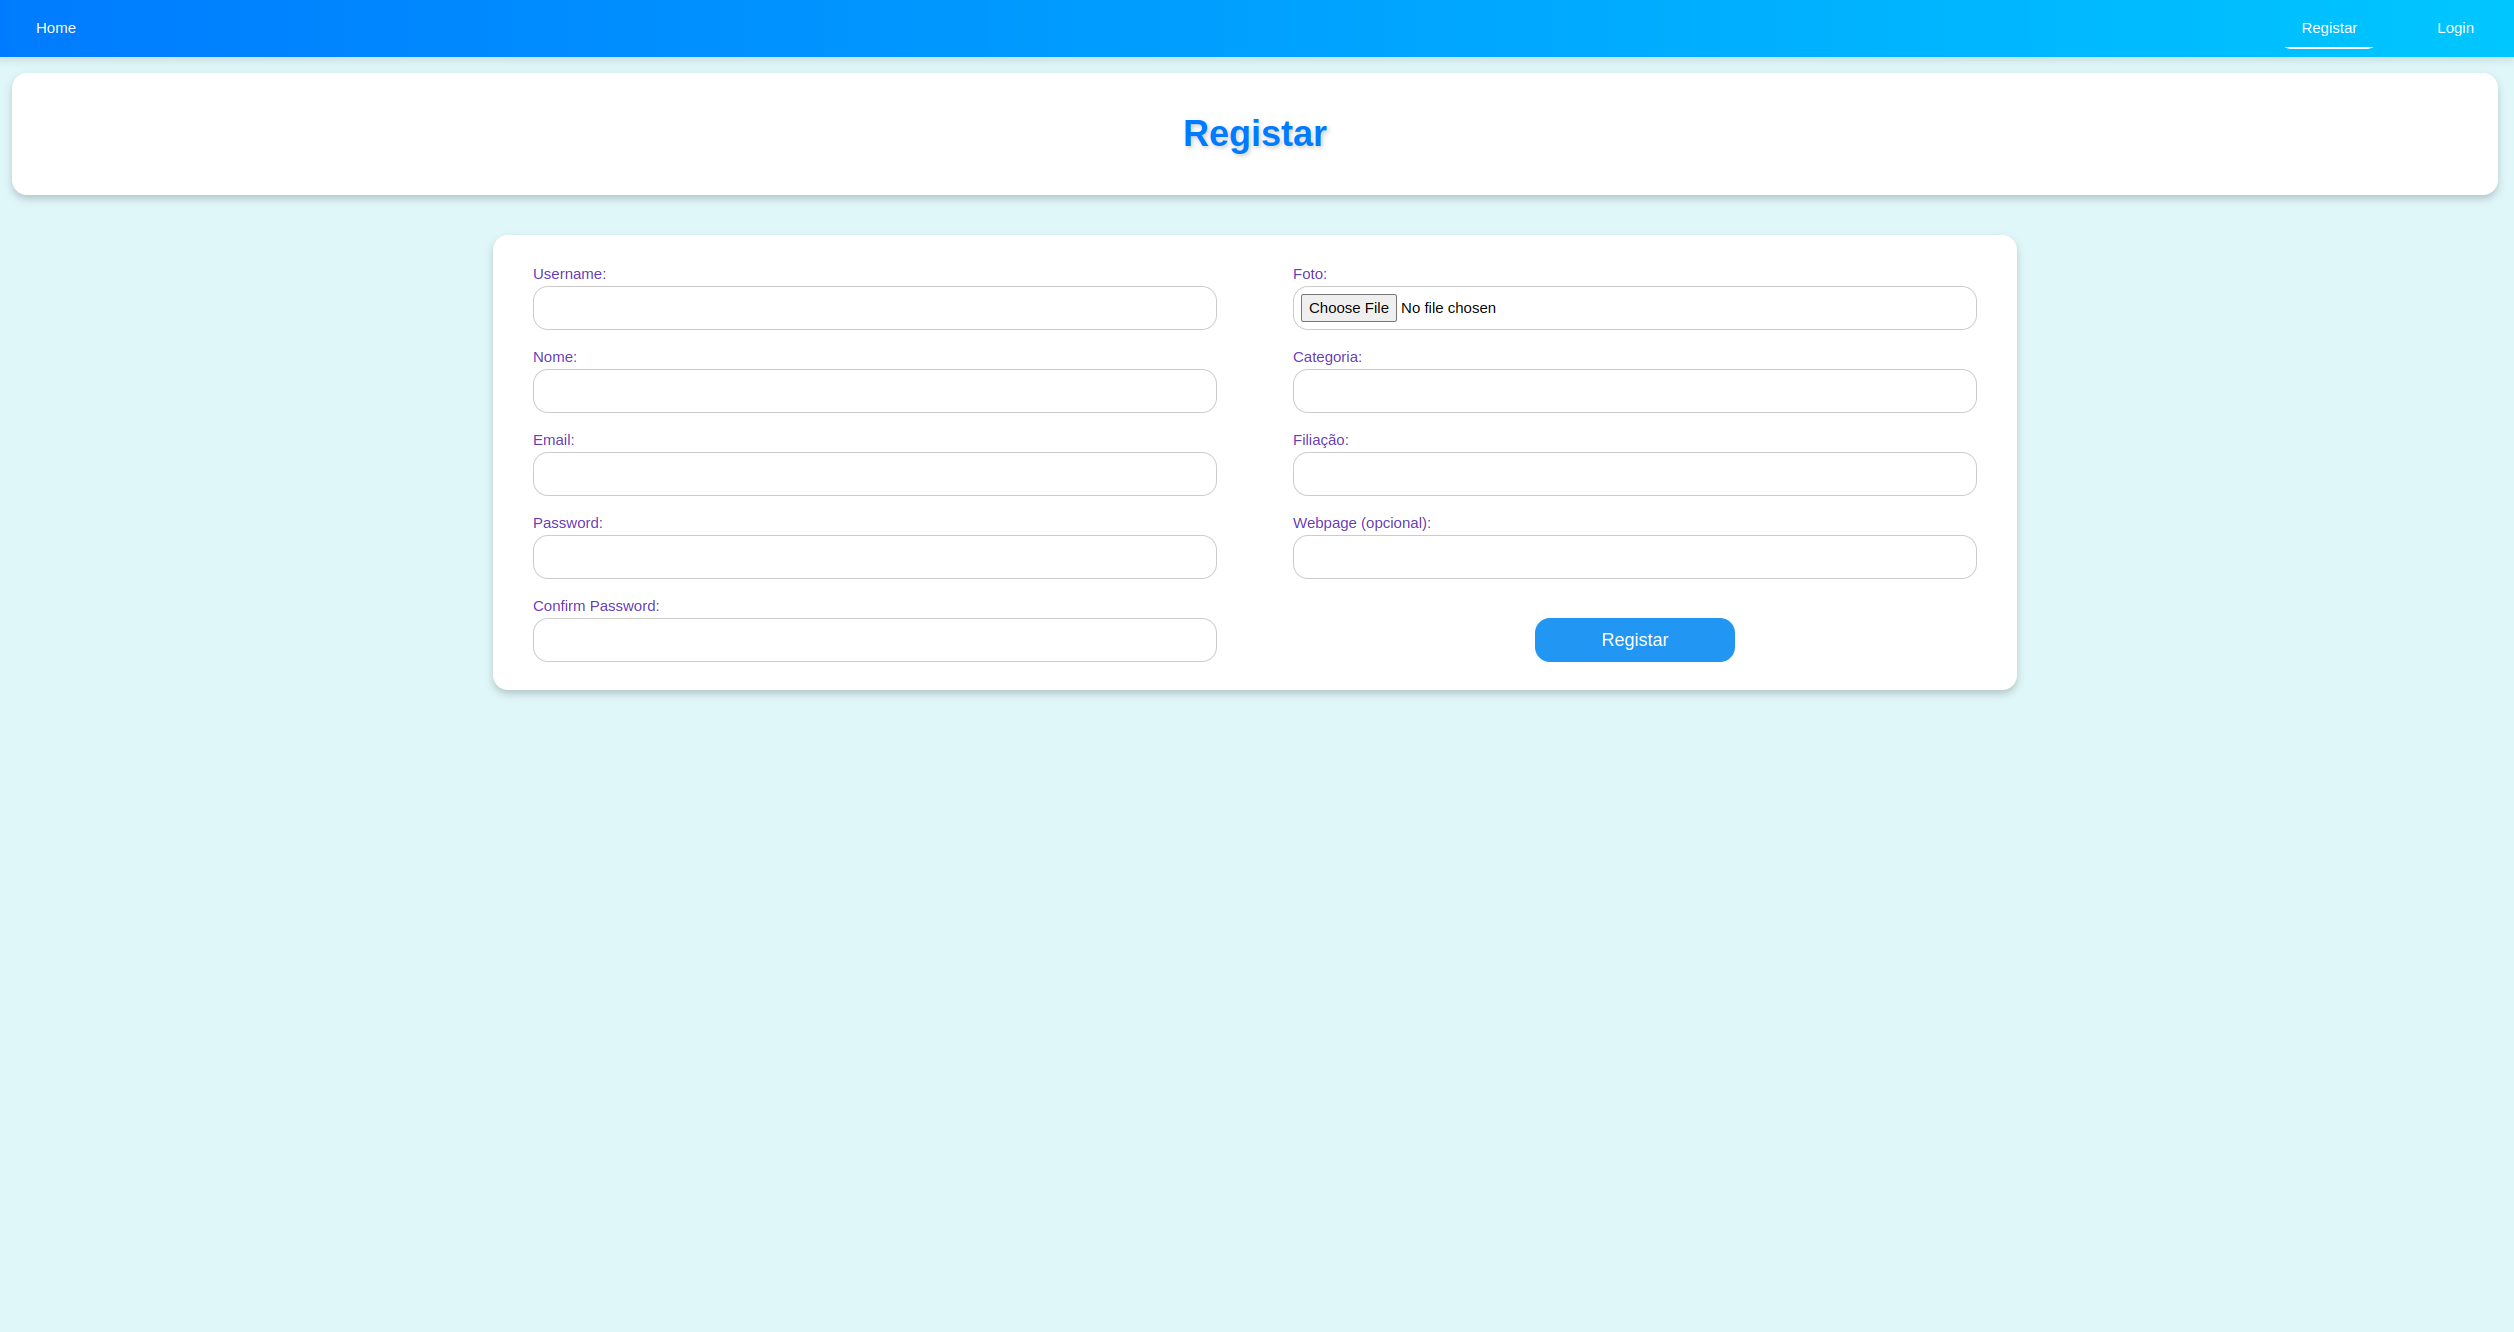 Home
Registar
Login
Registar
Username:
Foto:
Choose File No file chosen
Nome:
Categoria:
Email:
Filiação:
Password:
Webpage (opcional):
Confirm Password:
Registar